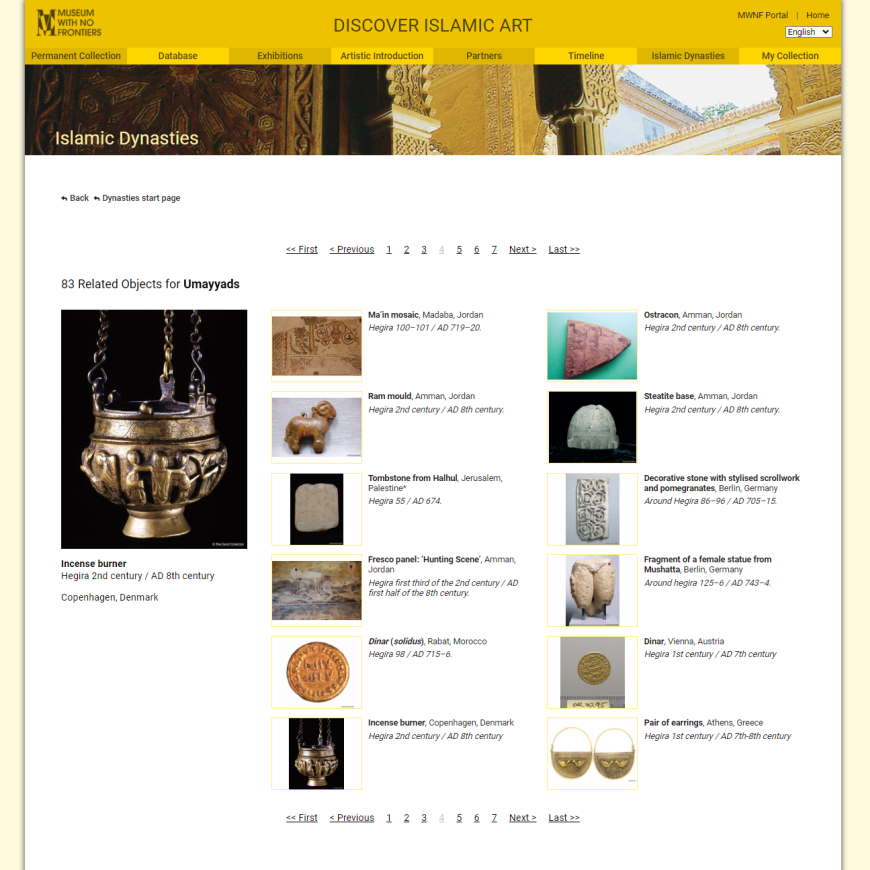 MUSEUM
WITH NO
FRONTIERS
DISCOVER ISLAMIC ART
MWNF Portal | Home
English
Permanent Collection Database Exhibitions Artistic Introduction Partners Timeline Islamic Dynasties My Collection
Islamic Dynasties
Back Dynasties start page
<< First < Previous 1 2 3 4 5 6 7 Next > Last >>
83 Related Objects for Umayyads
Incense burner
Hegira 2nd century / AD 8th century
Copenhagen, Denmark
Ma'in mosaic, Madaba, Jordan
Hegira 100–101 / AD 719–20.
Ostracon, Amman, Jordan
Hegira 2nd century / AD 8th century.
Ram mould, Amman, Jordan
Hegira 2nd century / AD 8th century.
Steatite base, Amman, Jordan
Hegira 2nd century / AD 8th century.
Tombstone from Halhul, Jerusalem,
Palestine*
Hegira 55 / AD 674.
Decorative stone with stylised scrollwork
and pomegranates, Berlin, Germany
Around Hegira 86–96 / AD 705–15.
Fresco panel: 'Hunting Scene', Amman,
Jordan
Hegira first third of the 2nd century / AD
first half of the 8th century.
Fragment of a female statue from
Mushatta, Berlin, Germany
Around hegira 125–6 / AD 743–4.
Dinar (solidus), Rabat, Morocco
Hegira 98 / AD 715–6.
Dinar, Vienna, Austria
Hegira 1st century / AD 7th century
Incense burner, Copenhagen, Denmark
Hegira 2nd century / AD 8th century
Pair of earrings, Athens, Greece
Hegira 1st century / AD 7th-8th century
<< First < Previous 1 2 3 4 5 6 7 Next > Last >>